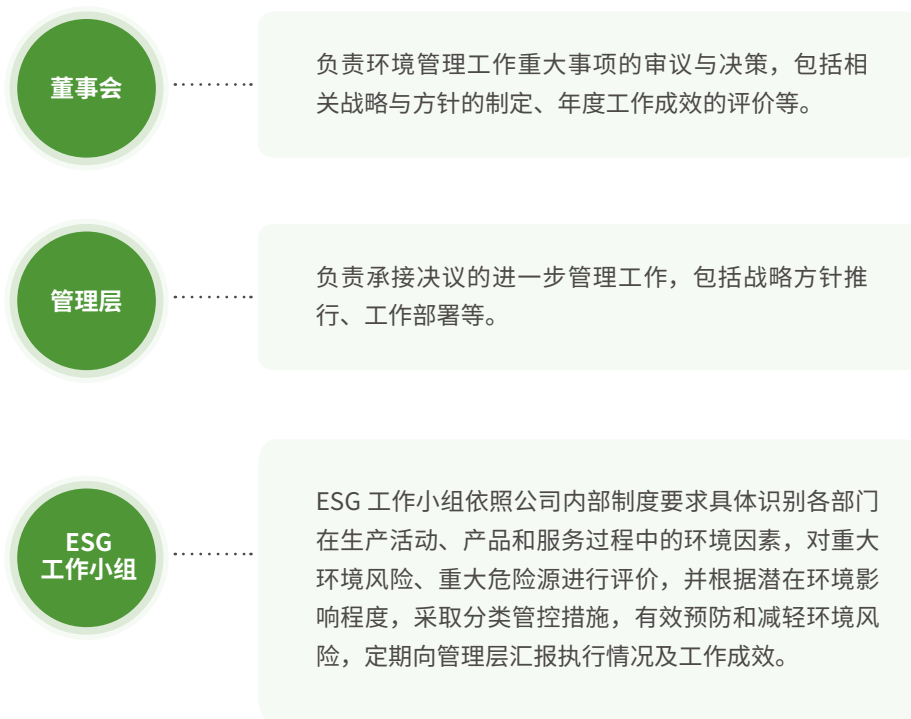 董事会
负责环境管理工作重大事项的审议与决策，包括相
关战略与方针的制定、年度工作成效的评价等。
管理层
负责承接决议的进一步管理工作，包括战略方针推
行、工作部署等。
ESG
工作小组
ESG 工作小组依照公司内部制度要求具体识别各部门
在生产活动、产品和服务过程中的环境因素，对重大
环境风险、重大危险源进行评价，并根据潜在环境影
响程度，采取分类管控措施，有效预防和减轻环境风
险，定期向管理层汇报执行情况及工作成效。